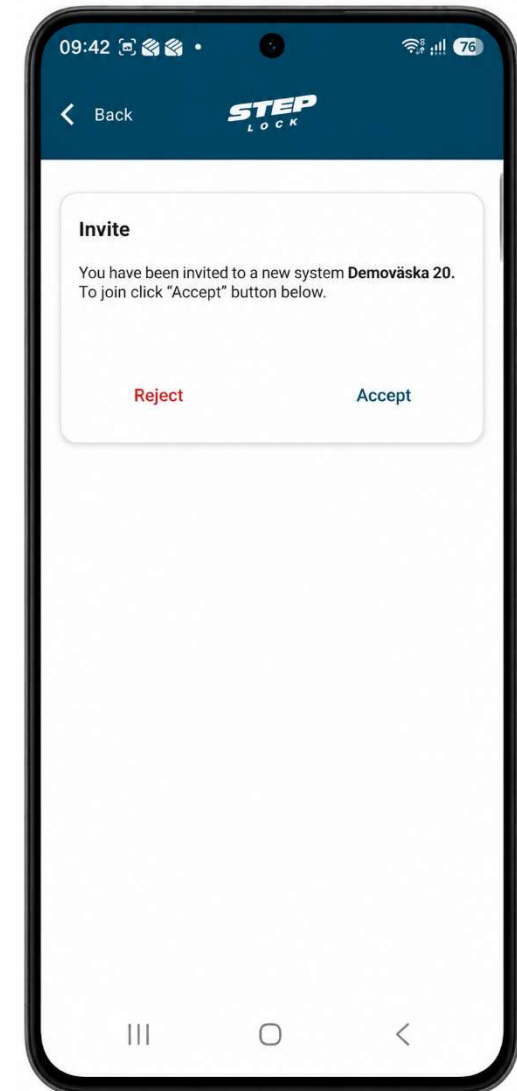 09:42
76
Back
STEP
LOCK
Invite
You have been invited to a new system Demoväska 20.
To join click “Accept” button below.
Reject
Accept